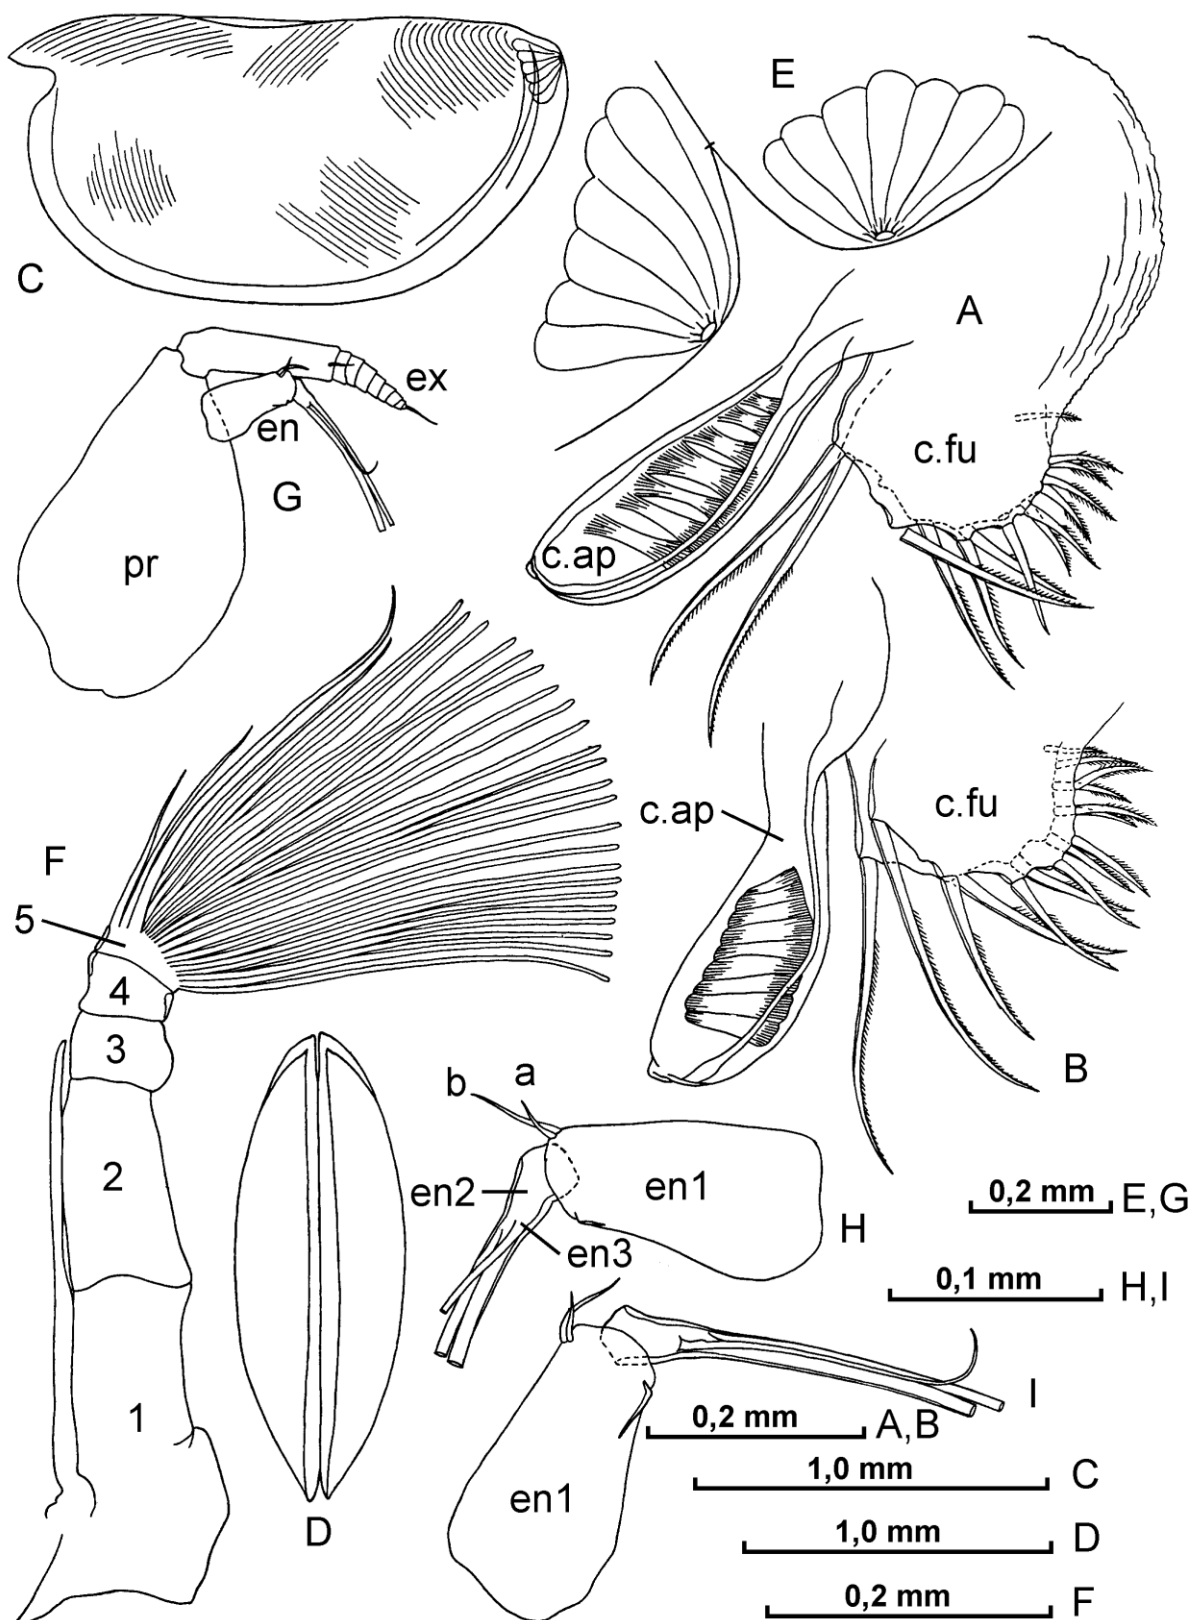 E
C
A
ex
en
c.fu
G
pr
c.ap
c.ap
c.fu
F
5
4
3
B
a
b
2
en1
en2
0,2 mm E,G
H
en3
0,1 mm H,I
I
1
0,2 mm A,B
1,0 mm C
en1
D
1,0 mm D
0,2 mm F